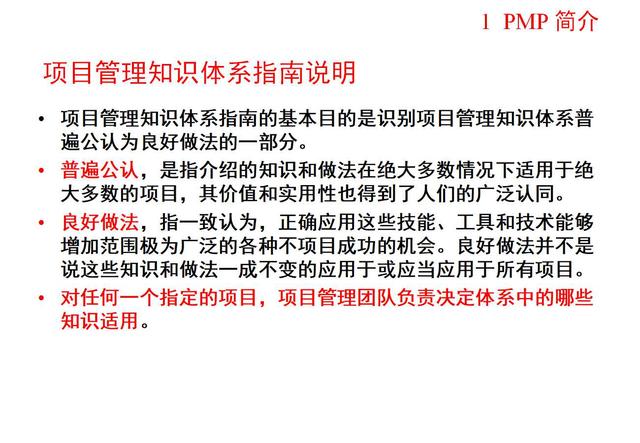 1 PMP 简介
项目管理知识体系指南说明
• 项目管理知识体系指南的基本目的是识别项目管理知识体系普
遍公认为良好做法的一部分。
• 普遍公认，是指介绍的知识和做法在绝大多数情况下适用于绝
大多数的项目，其价值和实用性也得到了人们的广泛认同。
• 良好做法，指一致认为，正确应用这些技能、工具和技术能够
增加范围极为广泛的各种不项目成功的机会。良好做法并不是
说这些知识和做法一成不变的应用于或应当应用于所有项目。
• 对任何一个指定的项目，项目管理团队负责决定体系中的哪些
知识适用。